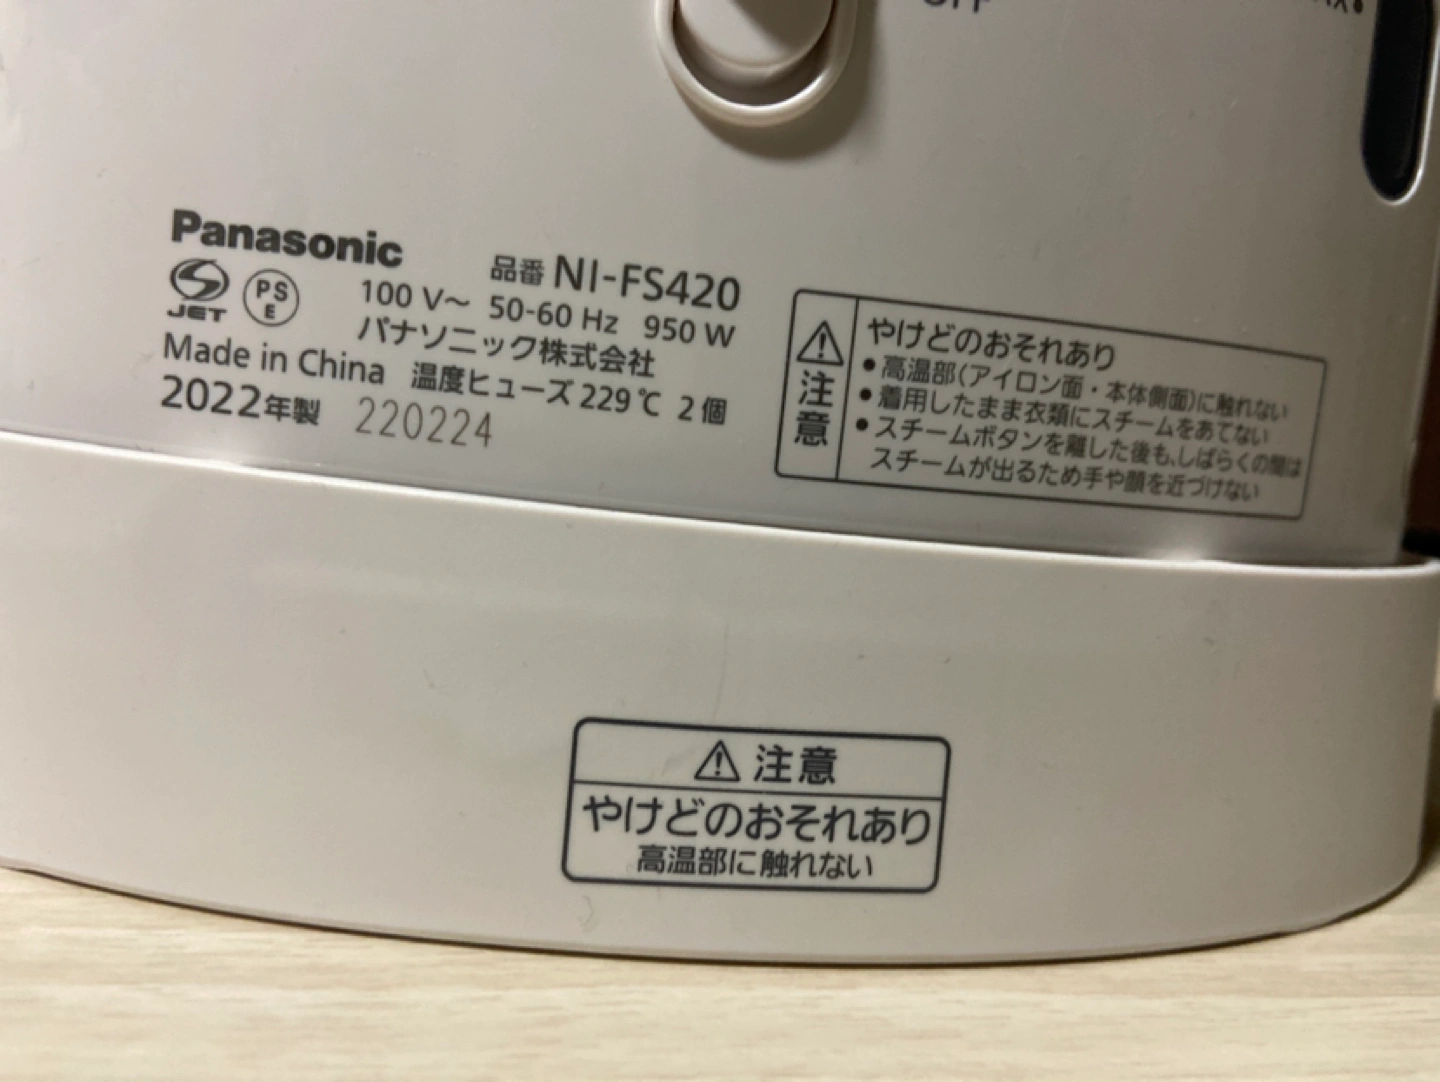 OFF
Panasonic
品番 NI-FS420
JET
PS
E
100 V～ 50-60 Hz 950 W
パナソニック株式会社
Made in China 温度ヒューズ 229℃ 2個
2022年製 220224
注意
やけどのおそれあり
●高温部(アイロン面・本体側面)に触れない
●着用したまま衣類にスチームをあてない
●スチームボタンを離した後も、しばらくの間は
スチームが出るため手や顔を近づけない
注意
やけどのおそれあり
高温部に触れない